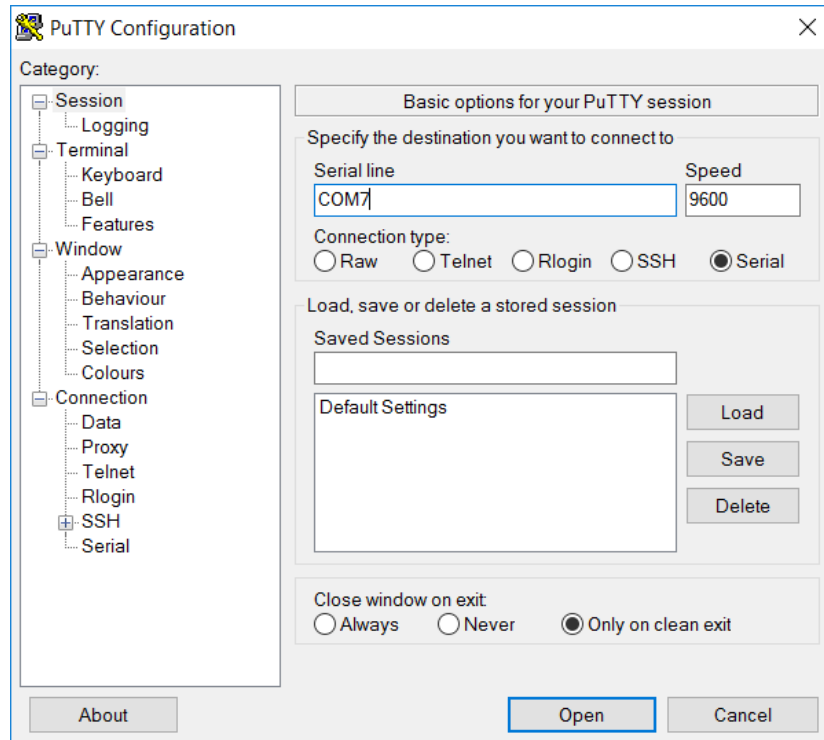 PuTTY Configuration
Category:
Session
Logging
Terminal
Keyboard
Bell
Features
Window
Appearance
Behaviour
Translation
Selection
Colours
Connection
Data
Proxy
Telnet
Rlogin
SSH
Serial
Basic options for your PuTTY session
Specify the destination you want to connect to
Serial line Speed
COM7 9600
Connection type:
Raw Telnet Rlogin SSH Serial
Load, save or delete a stored session
Saved Sessions
Default Settings
Load
Save
Delete
Close window on exit:
Always Never Only on clean exit
About Open Cancel